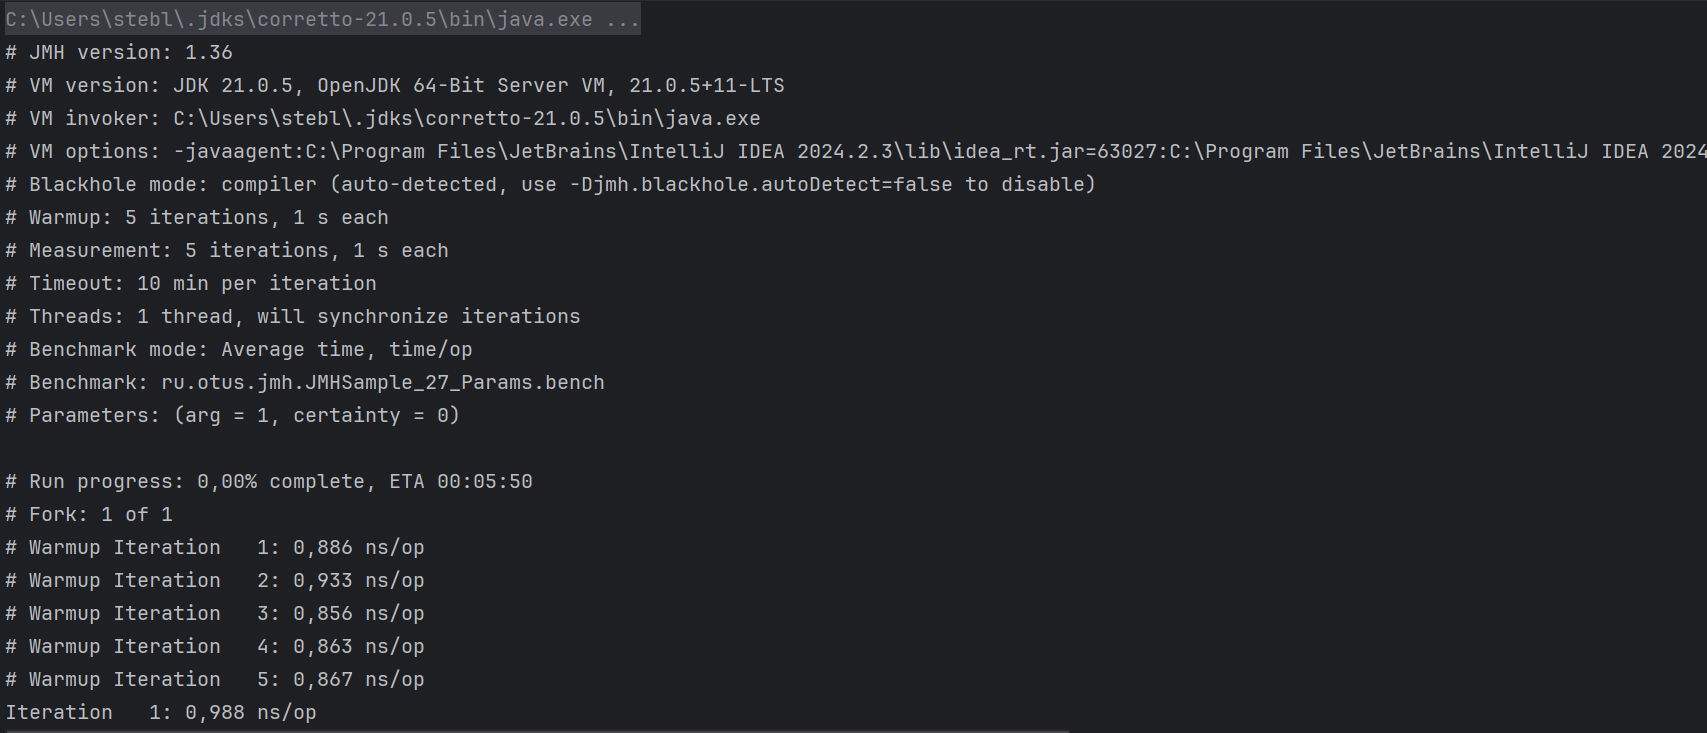 C:\Users\stebl\.jdks\corretto-21.0.5\bin\java.exe ...
# JMH version: 1.36
# VM version: JDK 21.0.5, OpenJDK 64-Bit Server VM, 21.0.5+11-LTS
# VM invoker: C:\Users\stebl\.jdks\corretto-21.0.5\bin\java.exe
# VM options: -javaagent:C:\Program Files\JetBrains\IntelliJ IDEA 2024.2.3\lib\idea_rt.jar=63027:C:\Program Files\JetBrains\IntelliJ IDEA 2024
# Blackhole mode: compiler (auto-detected, use -Djmh.blackhole.autoDetect=false to disable)
# Warmup: 5 iterations, 1 s each
# Measurement: 5 iterations, 1 s each
# Timeout: 10 min per iteration
# Threads: 1 thread, will synchronize iterations
# Benchmark mode: Average time, time/op
# Benchmark: ru.otus.jmh.JMHSample_27_Params.bench
# Parameters: (arg = 1, certainty = 0)
# Run progress: 0,00% complete, ETA 00:05:50
# Fork: 1 of 1
# Warmup Iteration   1: 0,886 ns/op
# Warmup Iteration   2: 0,933 ns/op
# Warmup Iteration   3: 0,856 ns/op
# Warmup Iteration   4: 0,863 ns/op
# Warmup Iteration   5: 0,867 ns/op
Iteration   1: 0,988 ns/op